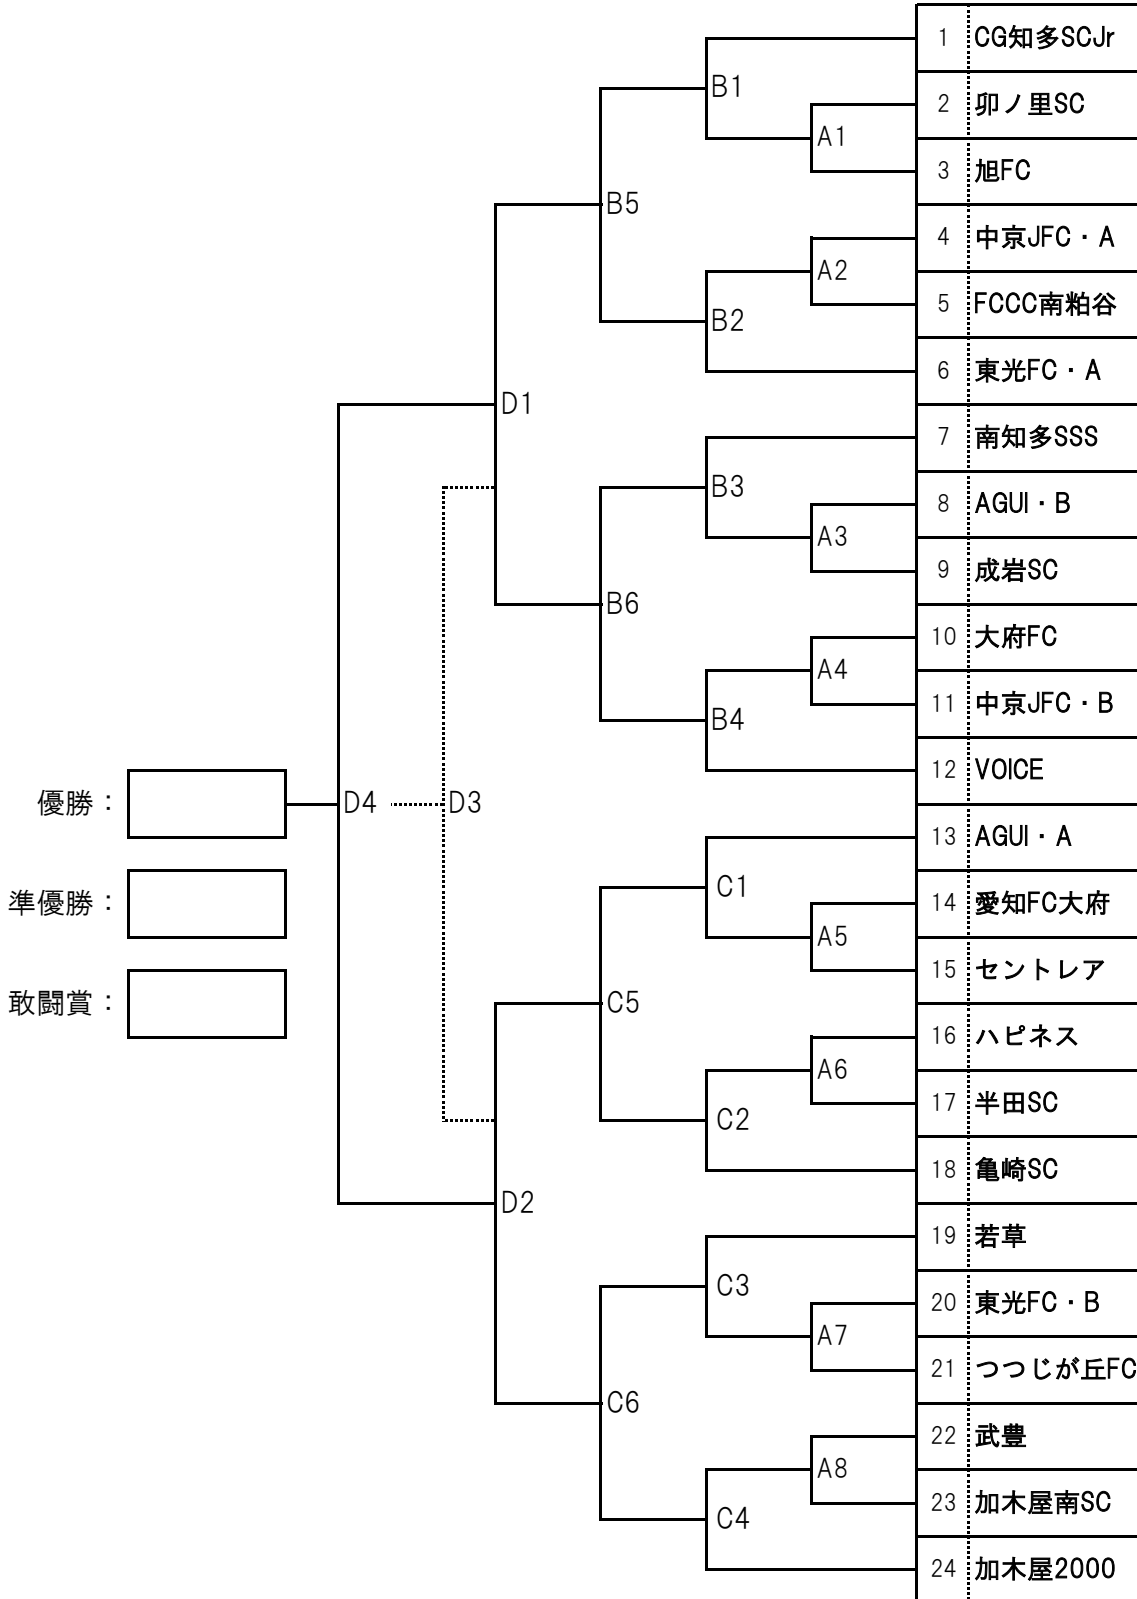 1 CG知多SCJr
B1
2 卯ノ里SC
A1
3 旭FC
B5
4 中京JFC・A
A2
5 FCCC南粕谷
B2
6 東光FC・A
D1
7 南知多SSS
B3
8 AGUI・B
A3
9 成岩SC
B6
10 大府FC
A4
11 中京JFC・B
B4
12 VOICE
優勝：
D4
D3
13 AGUI・A
C1
準優勝：
14 愛知FC大府
A5
15 セントレア
敢闘賞：
C5
16 ハピネス
A6
17 半田SC
C2
18 亀崎SC
D2
19 若草
C3
20 東光FC・B
A7
21 つつじが丘FC
C6
22 武豊
A8
23 加木屋南SC
C4
24 加木屋2000